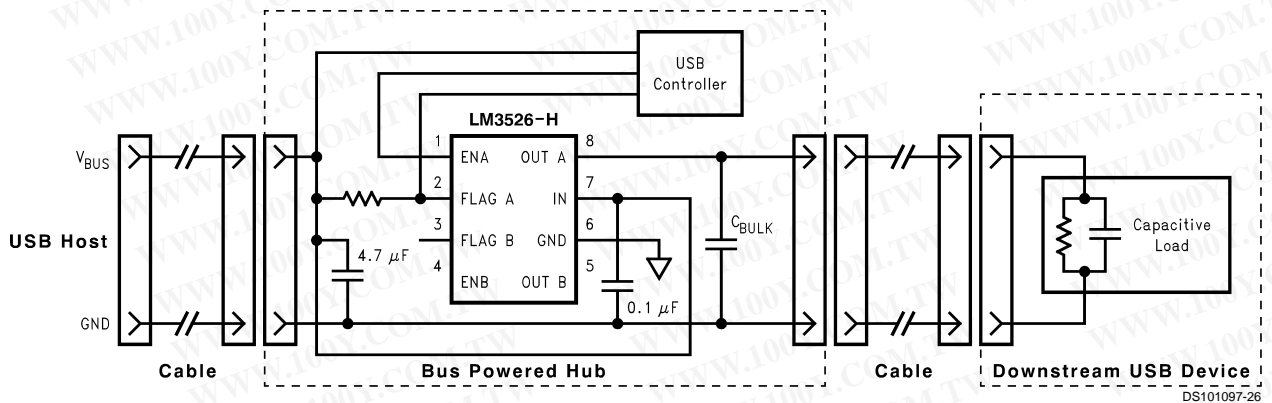 USB
Controller
LM3526-H
1 ENA OUT A 8
2 FLAG A IN 7
3 FLAG B GND 6
4 ENB OUT B 5
VBUS
USB Host
GND
4.7 μF
0.1 μF
CBULK
Capacitive
Load
Cable
Bus Powered Hub
Cable
Downstream USB Device
DS101097-26
WWW.100Y.COM.TW